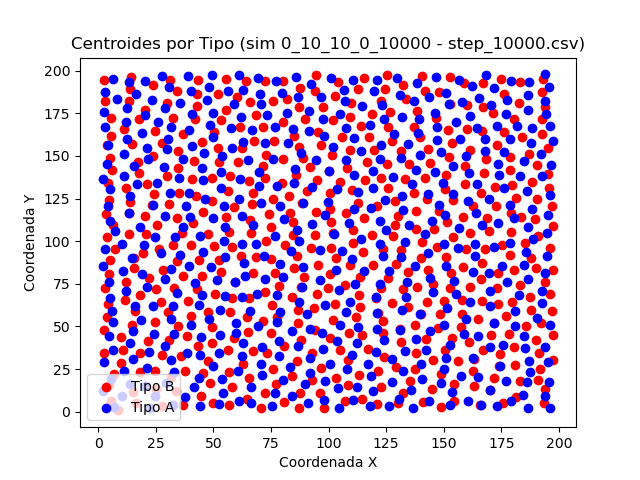 Centroides por Tipo (sim 0_10_10_0_10000 - step_10000.csv)
200
175
150
125
100
75
50
25
0
Coordenada Y
Tipo B
Tipo A
0 25 50 75 100 125 150 175 200
Coordenada X